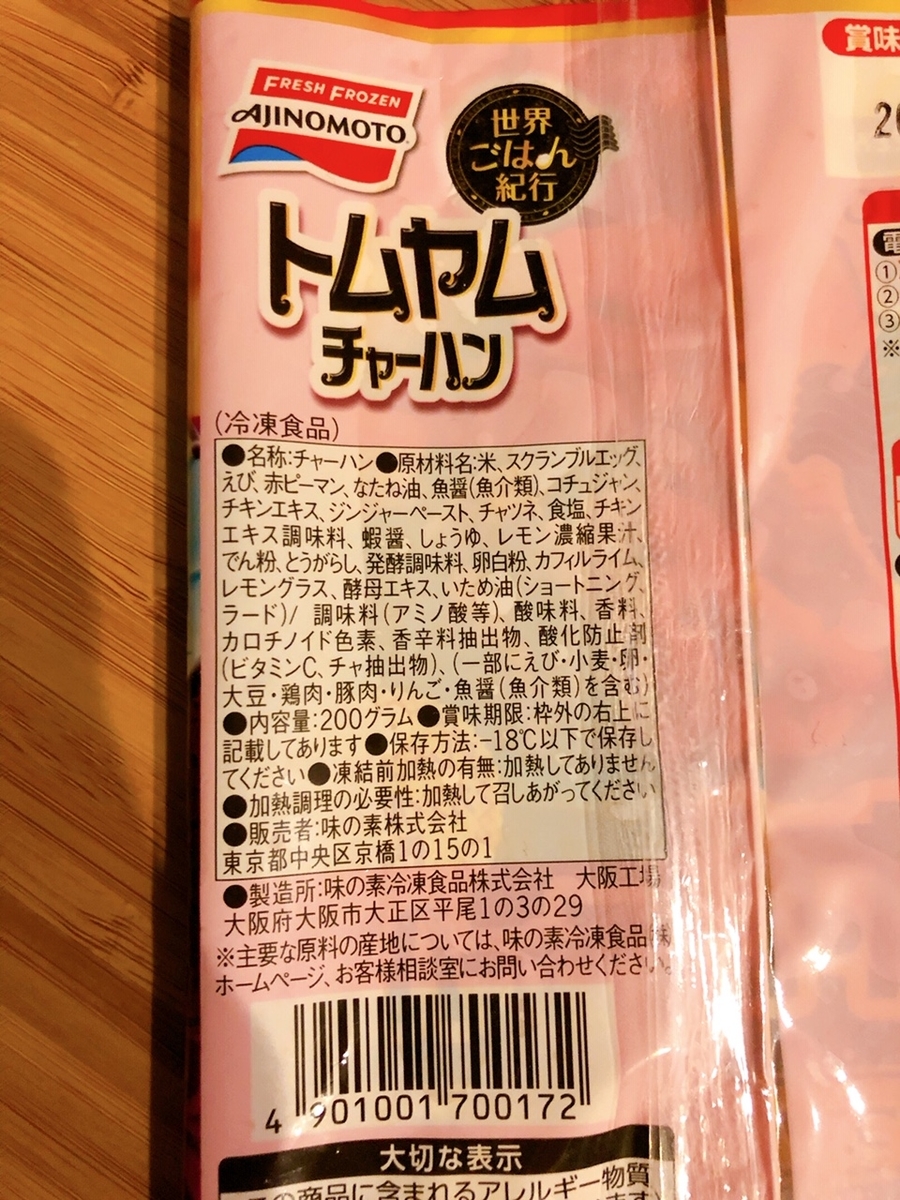 FRESH FROZEN
AJINOMOTO
世界
ごはん
紀行
トムヤム
チャーハン
(冷凍食品)
●名称:チャーハン●原材料名:米、スクランブルエッグ、
えび、赤ピーマン、なたね油、魚醤(魚介類)、コチュジャン、
チキンエキス、ジンジャーペースト、チャツネ、食塩、チキン
エキス調味料、蝦醤、しょうゆ、レモン濃縮果汁、
でん粉、とうがらし、発酵調味料、卵白粉、カフィルライム、
レモングラス、酵母エキス、いため油(ショートニング、
ラード)/ 調味料(アミノ酸等)、酸味料、香料、
カロチノイド色素、香辛料抽出物、酸化防止剤
(ビタミンC、チャ抽出物)、(一部にえび・小麦・卵・
大豆・鶏肉・豚肉・りんご・魚醤(魚介類)を含む)
●内容量:200グラム●賞味期限:枠外の右上に
記載してあります●保存方法:-18℃以下で保存し
てください●凍結前加熱の有無:加熱してありません
●加熱調理の必要性:加熱して召しあがってください
●販売者:味の素株式会社
東京都中央区京橋1の15の1
●製造所:味の素冷凍食品株式会社 大阪工場
大阪府大阪市大正区平尾1の3の29
※主要な原料の産地については、味の素冷凍食品(株)
ホームページ、お客様相談室にお問い合わせください。
4 901001 700172
大切な表示
の商品に含まれるアレルギー物質
賞味
20
電
①
②
③
※